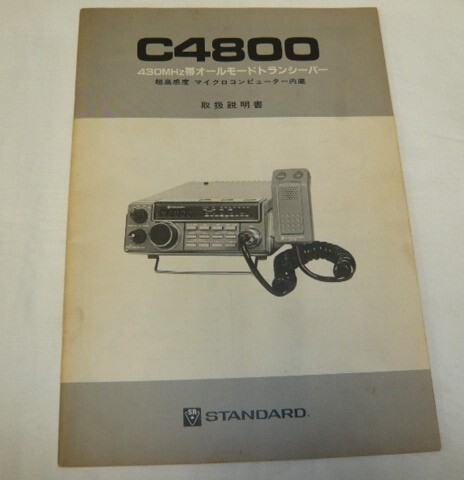 C4800
430MHz帯オールモードトランシーバー
超高感度 マイクロコンピューター内蔵
取扱説明書
STANDARD.